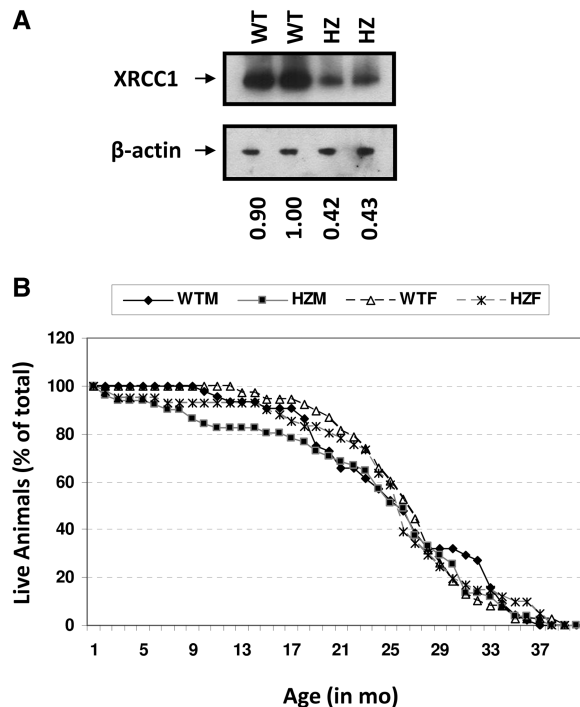 A
WT WT HZ HZ
XRCC1
β-actin
0.90 1.00 0.42 0.43
B
WTM HZM WTF HZF
120
100
80
60
40
20
0
Live Animals (% of total)
1 5 9 13 17 21 25 29 33 37
Age (in mo)